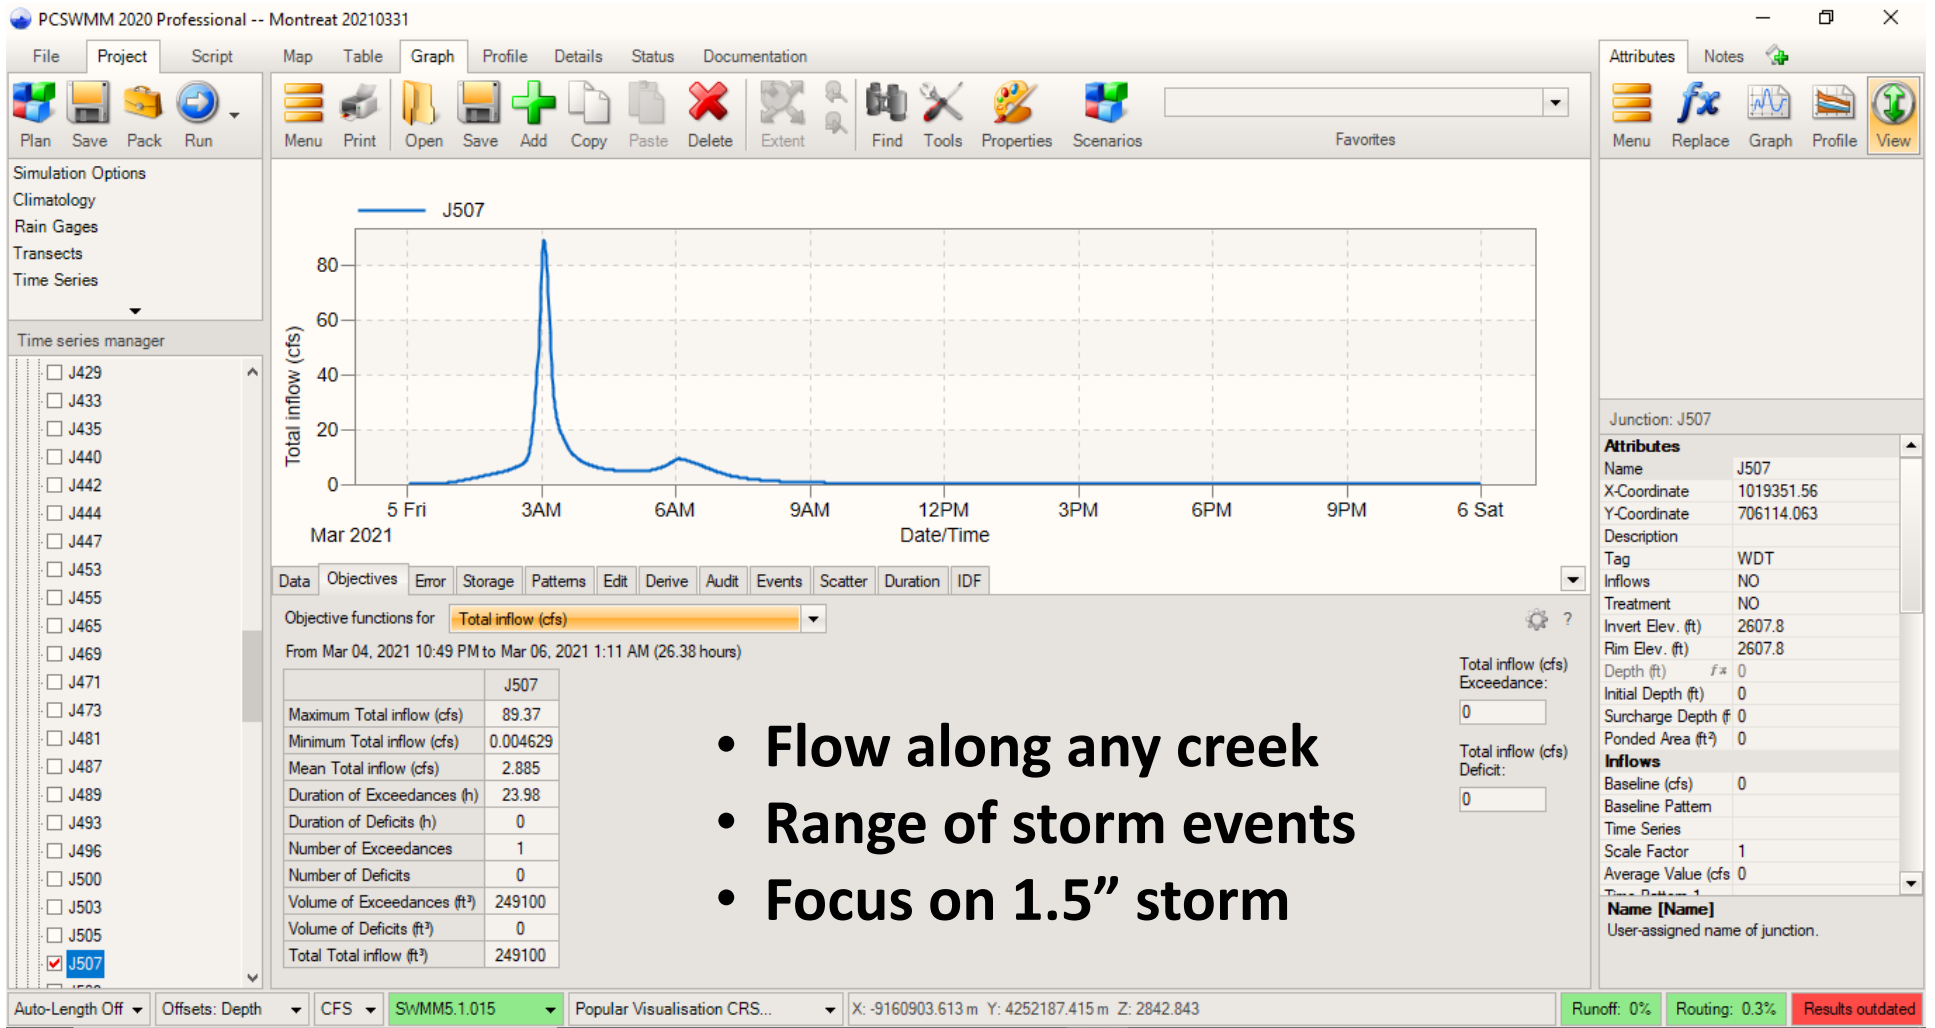 PCSWMM 2020 Professional -- Montreat 20210331
File Project Script Map Table Graph Profile Details Status Documentation Attributes Notes
Plan Save Pack Run Menu Print Open Save Add Copy Paste Delete Extent Find Tools Properties Scenarios Favorites Menu Replace Graph Profile View
Simulation Options
Climatology
Rain Gages
Transects
Time Series
Time series manager
J429
J433
J435
J440
J442
J444
J447
J453
J455
J465
J469
J471
J473
J481
J487
J489
J493
J496
J500
J503
J505
J507
J507
Total inflow (cfs)
80
60
40
20
0
5 Fri 3AM 6AM 9AM 12PM 3PM 6PM 9PM 6 Sat
Mar 2021 Date/Time
Data Objectives Error Storage Patterns Edit Derive Audit Events Scatter Duration IDF
Objective functions for Total inflow (cfs) ?
From Mar 04, 2021 10:49 PM to Mar 06, 2021 1:11 AM (26.38 hours)
J507
Maximum Total inflow (cfs) 89.37
Minimum Total inflow (cfs) 0.004629
Mean Total inflow (cfs) 2.885
Duration of Exceedances (h) 23.98
Duration of Deficits (h) 0
Number of Exceedances 1
Number of Deficits 0
Volume of Exceedances (ft³) 249100
Volume of Deficits (ft³) 0
Total Total inflow (ft³) 249100
Total inflow (cfs)
Exceedance:
0
Total inflow (cfs)
Deficit:
0
• Flow along any creek
• Range of storm events
• Focus on 1.5” storm
Junction: J507
Attributes
Name J507
X-Coordinate 1019351.56
Y-Coordinate 706114.063
Description
Tag WDT
Inflows NO
Treatment NO
Invert Elev. (ft) 2607.8
Rim Elev. (ft) 2607.8
Depth (ft) fx 0
Initial Depth (ft) 0
Surcharge Depth (f 0
Ponded Area (ft²) 0
Inflows
Baseline (cfs) 0
Baseline Pattern
Time Series
Scale Factor 1
Average Value (cfs 0
Name [Name]
User-assigned name of junction.
Auto-Length Off Offsets: Depth CFS SWMM5.1.015 Popular Visualisation CRS... X: -9160903.613 m Y: 4252187.415 m Z: 2842.843 Runoff: 0% Routing: 0.3% Results outdated